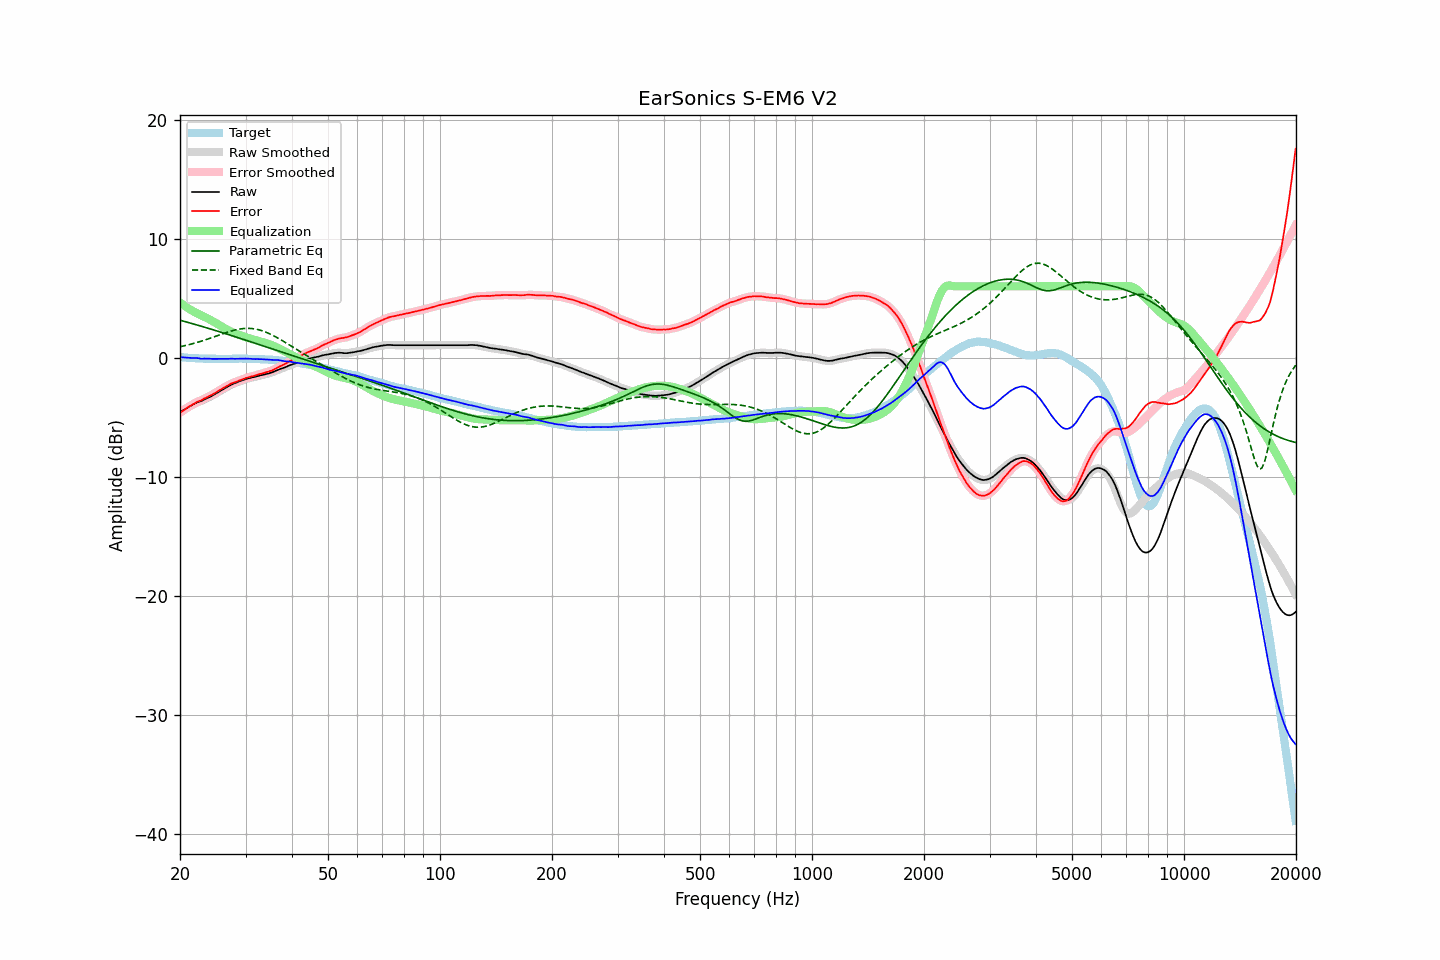 EarSonics S-EM6 V2
Target
Raw Smoothed
Error Smoothed
Raw
Error
Equalization
Parametric Eq
Fixed Band Eq
Equalized
20
10
0
−10
−20
−30
−40
Amplitude (dBr)
20 50 100 200 500 1000 2000 5000 10000 20000
Frequency (Hz)